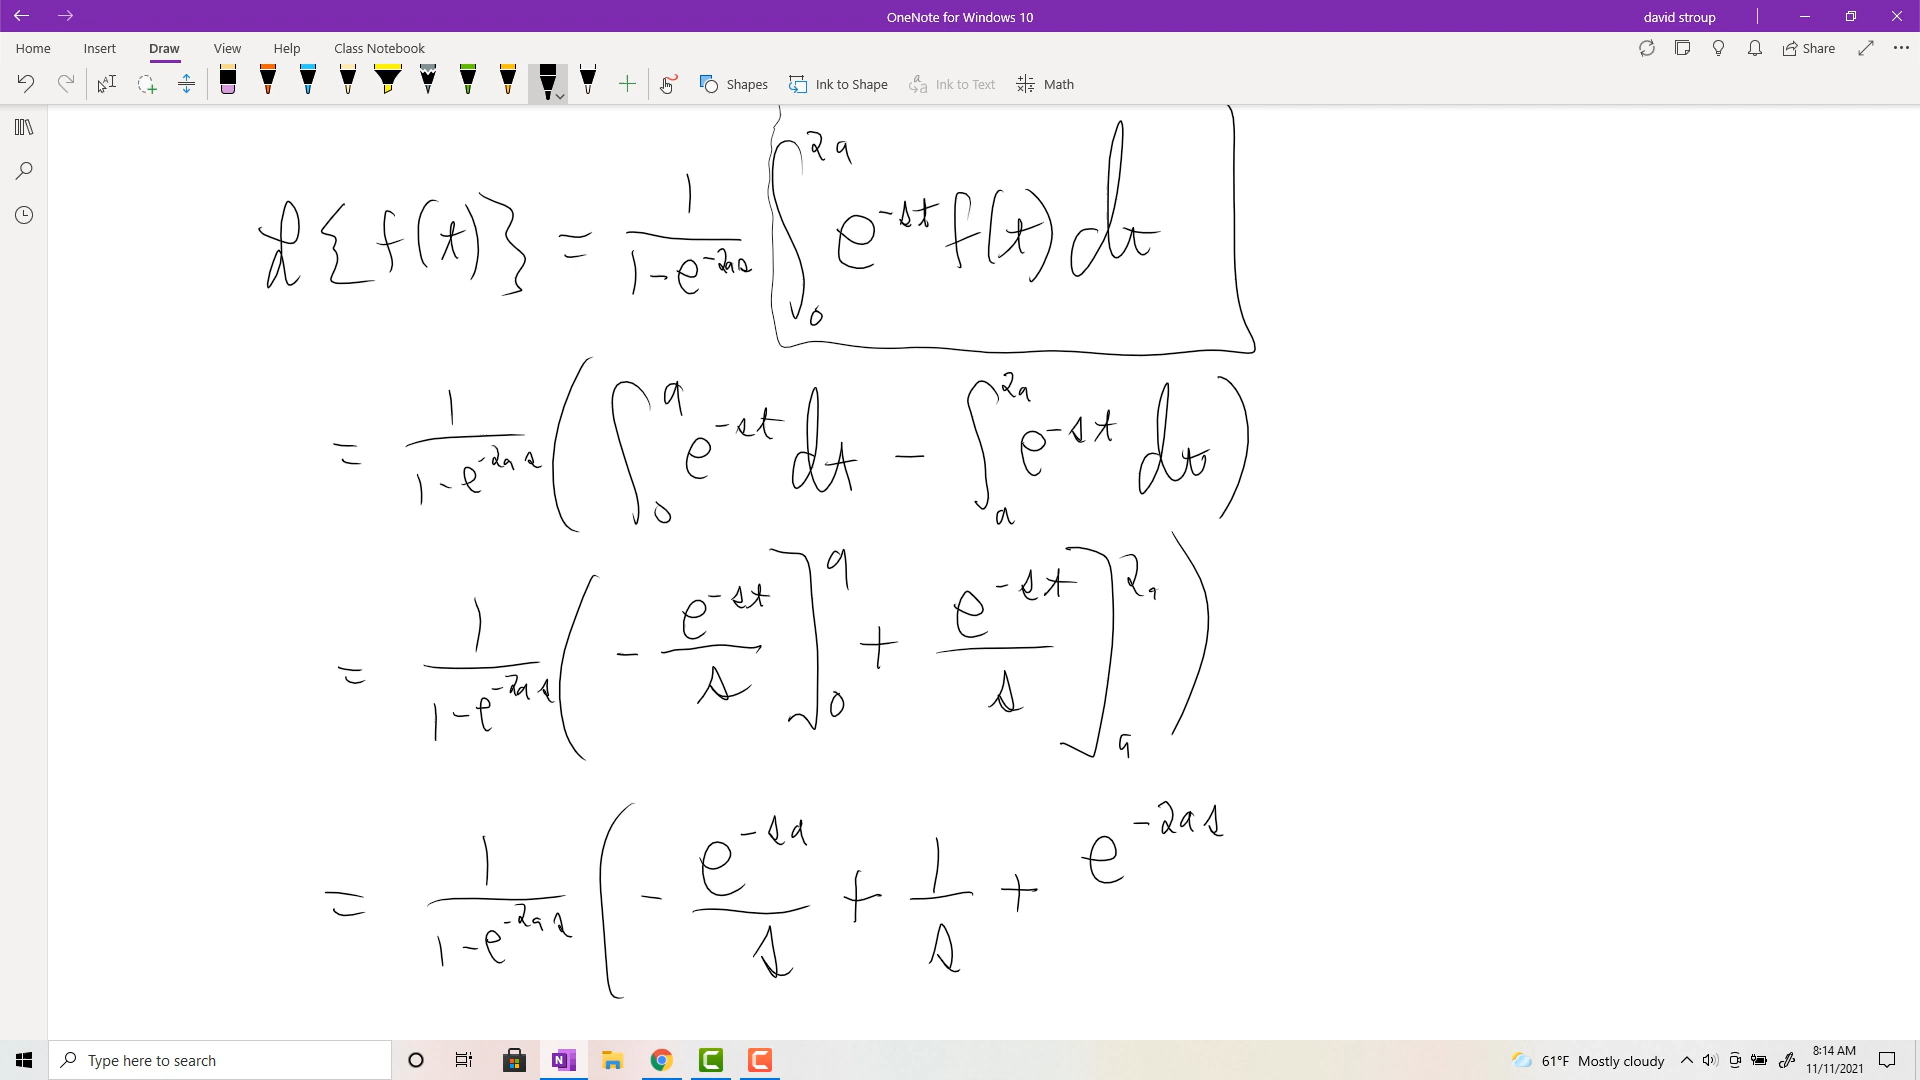 OneNote for Windows 10
david stroup
Home Insert Draw View Help Class Notebook
Share
Shapes Ink to Shape Ink to Text Math
ℒ{f(t)} = 1/(1-e^{-2as}) ∫_0^{2a} e^{-st} f(t) dt
= 1/(1-e^{-2as}) ( ∫_0^a e^{-st} dt - ∫_a^{2a} e^{-st} dt )
= 1/(1-e^{-2as}) ( - e^{-st}/s ]_0^a + e^{-st}/s ]_a^{2a} )
= 1/(1-e^{-2as}) ( - e^{-sa}/s + 1/s + e^{-2as}
Type here to search
61°F Mostly cloudy
8:14 AM
11/11/2021